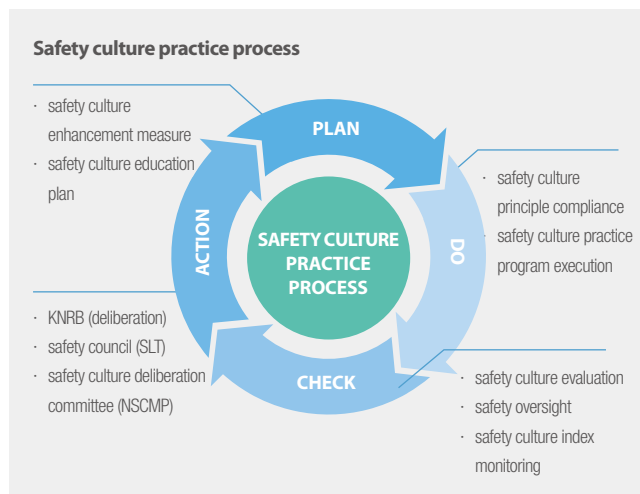 Safety culture practice process
· safety culture
enhancement measure
· safety culture education
plan
PLAN
· safety culture
principle compliance
· safety culture practice
program execution
DO
SAFETY CULTURE
PRACTICE
PROCESS
ACTION
· KNRB (deliberation)
· safety council (SLT)
· safety culture deliberation
committee (NSCMP)
CHECK
· safety culture evaluation
· safety oversight
· safety culture index
monitoring